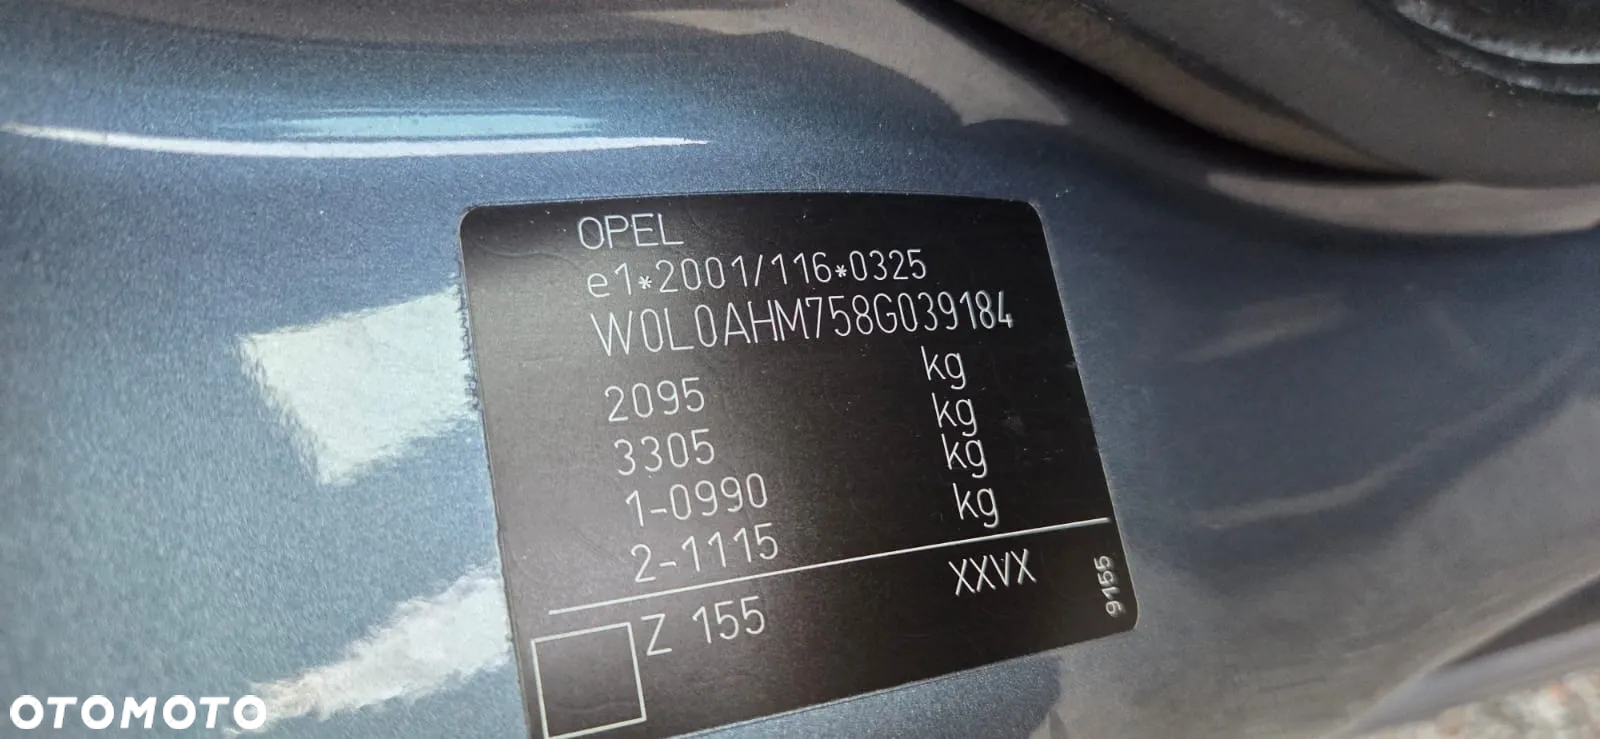 OPEL
e1*2001/116*0325
W0L0AHM758G039184
2095 kg
3305 kg
1-0990 kg
2-1115 kg
Z 155 XXVX
9155
OTOMOTO